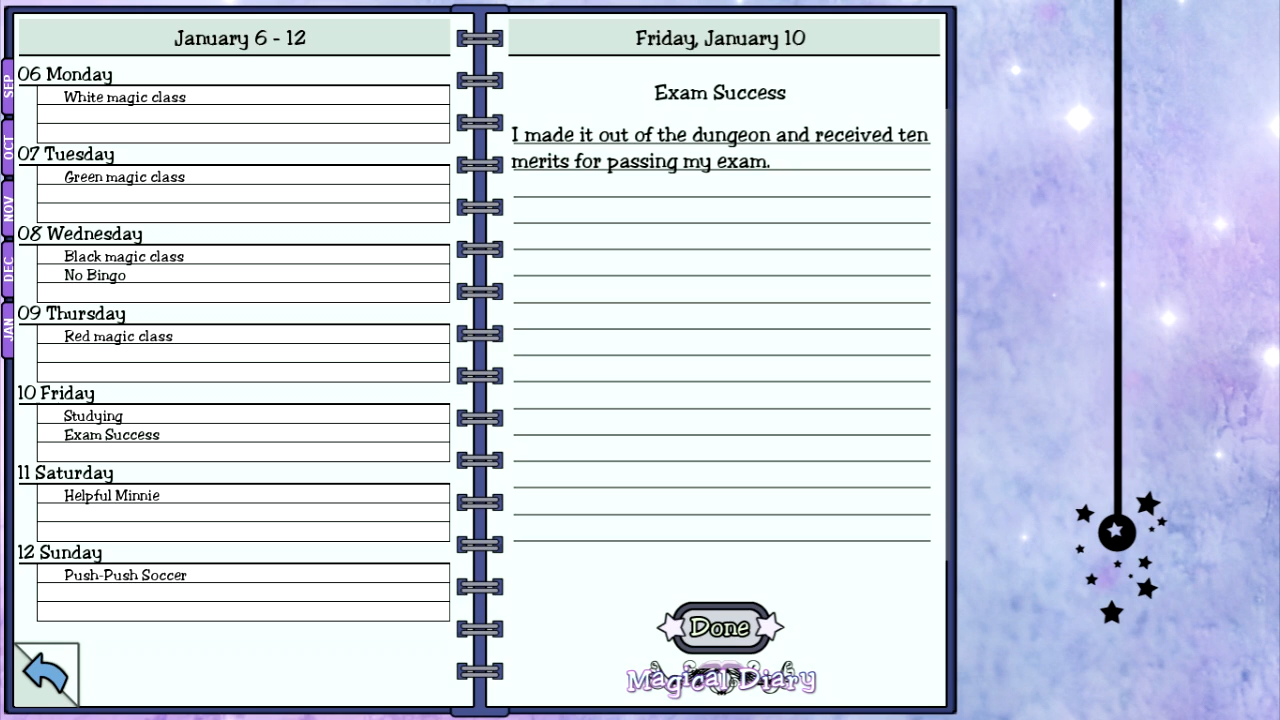 January 6 - 12
06 Monday
White magic class
07 Tuesday
Green magic class
08 Wednesday
Black magic class
No Bingo
09 Thursday
Red magic class
10 Friday
Studying
Exam Success
11 Saturday
Helpful Minnie
12 Sunday
Push-Push Soccer
SEP
OCT
NOV
DEC
JAN
Friday, January 10
Exam Success
I made it out of the dungeon and received ten
merits for passing my exam.
Done
Magical Diary